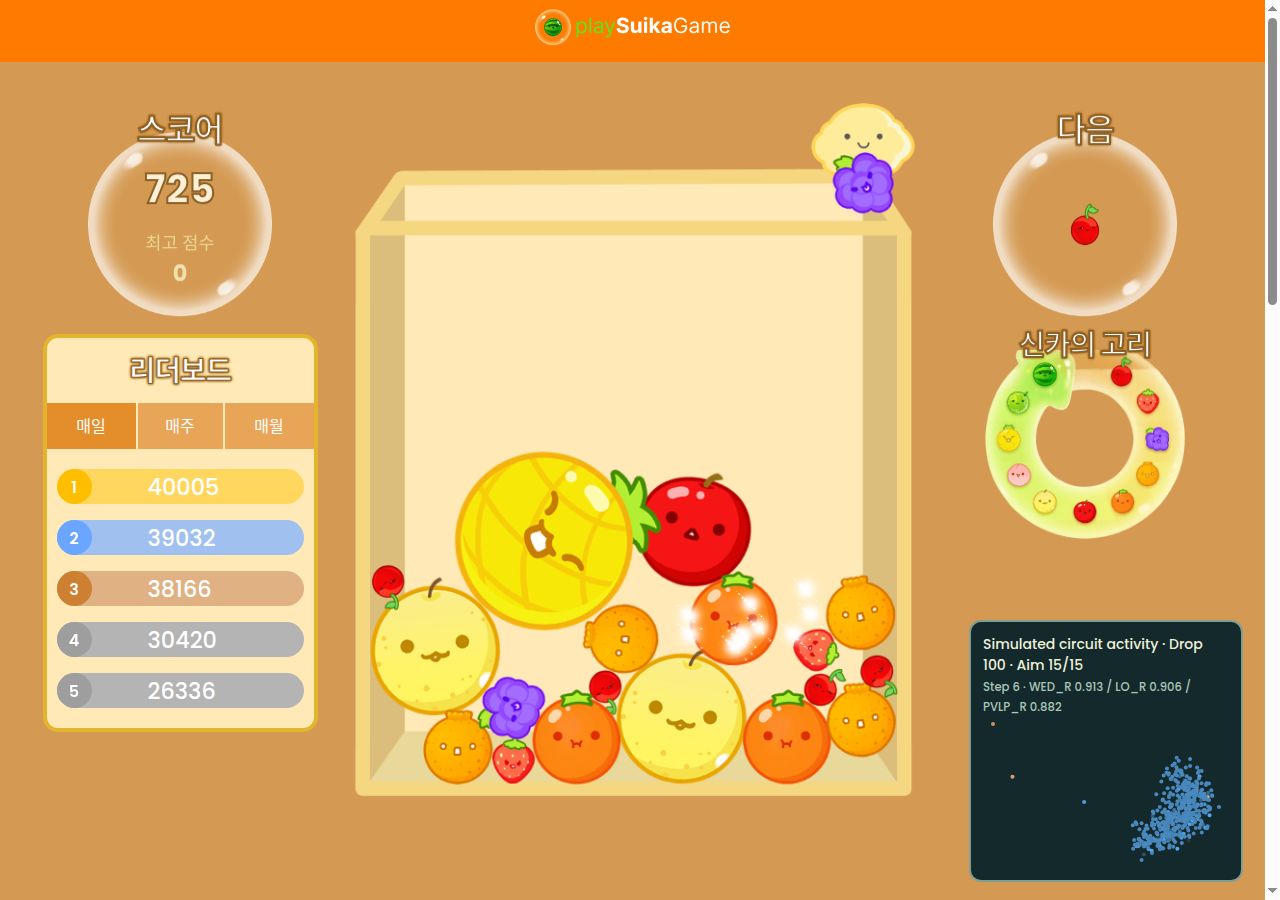 playSuikaGame
스코어
725
최고 점수
0
다음
리더보드
매일 매주 매월
1 40005
2 39032
3 38166
4 30420
5 26336
신카의 고리
Simulated circuit activity · Drop
100 · Aim 15/15
Step 6 · WED_R 0.913 / LO_R 0.906 /
PVLP_R 0.882